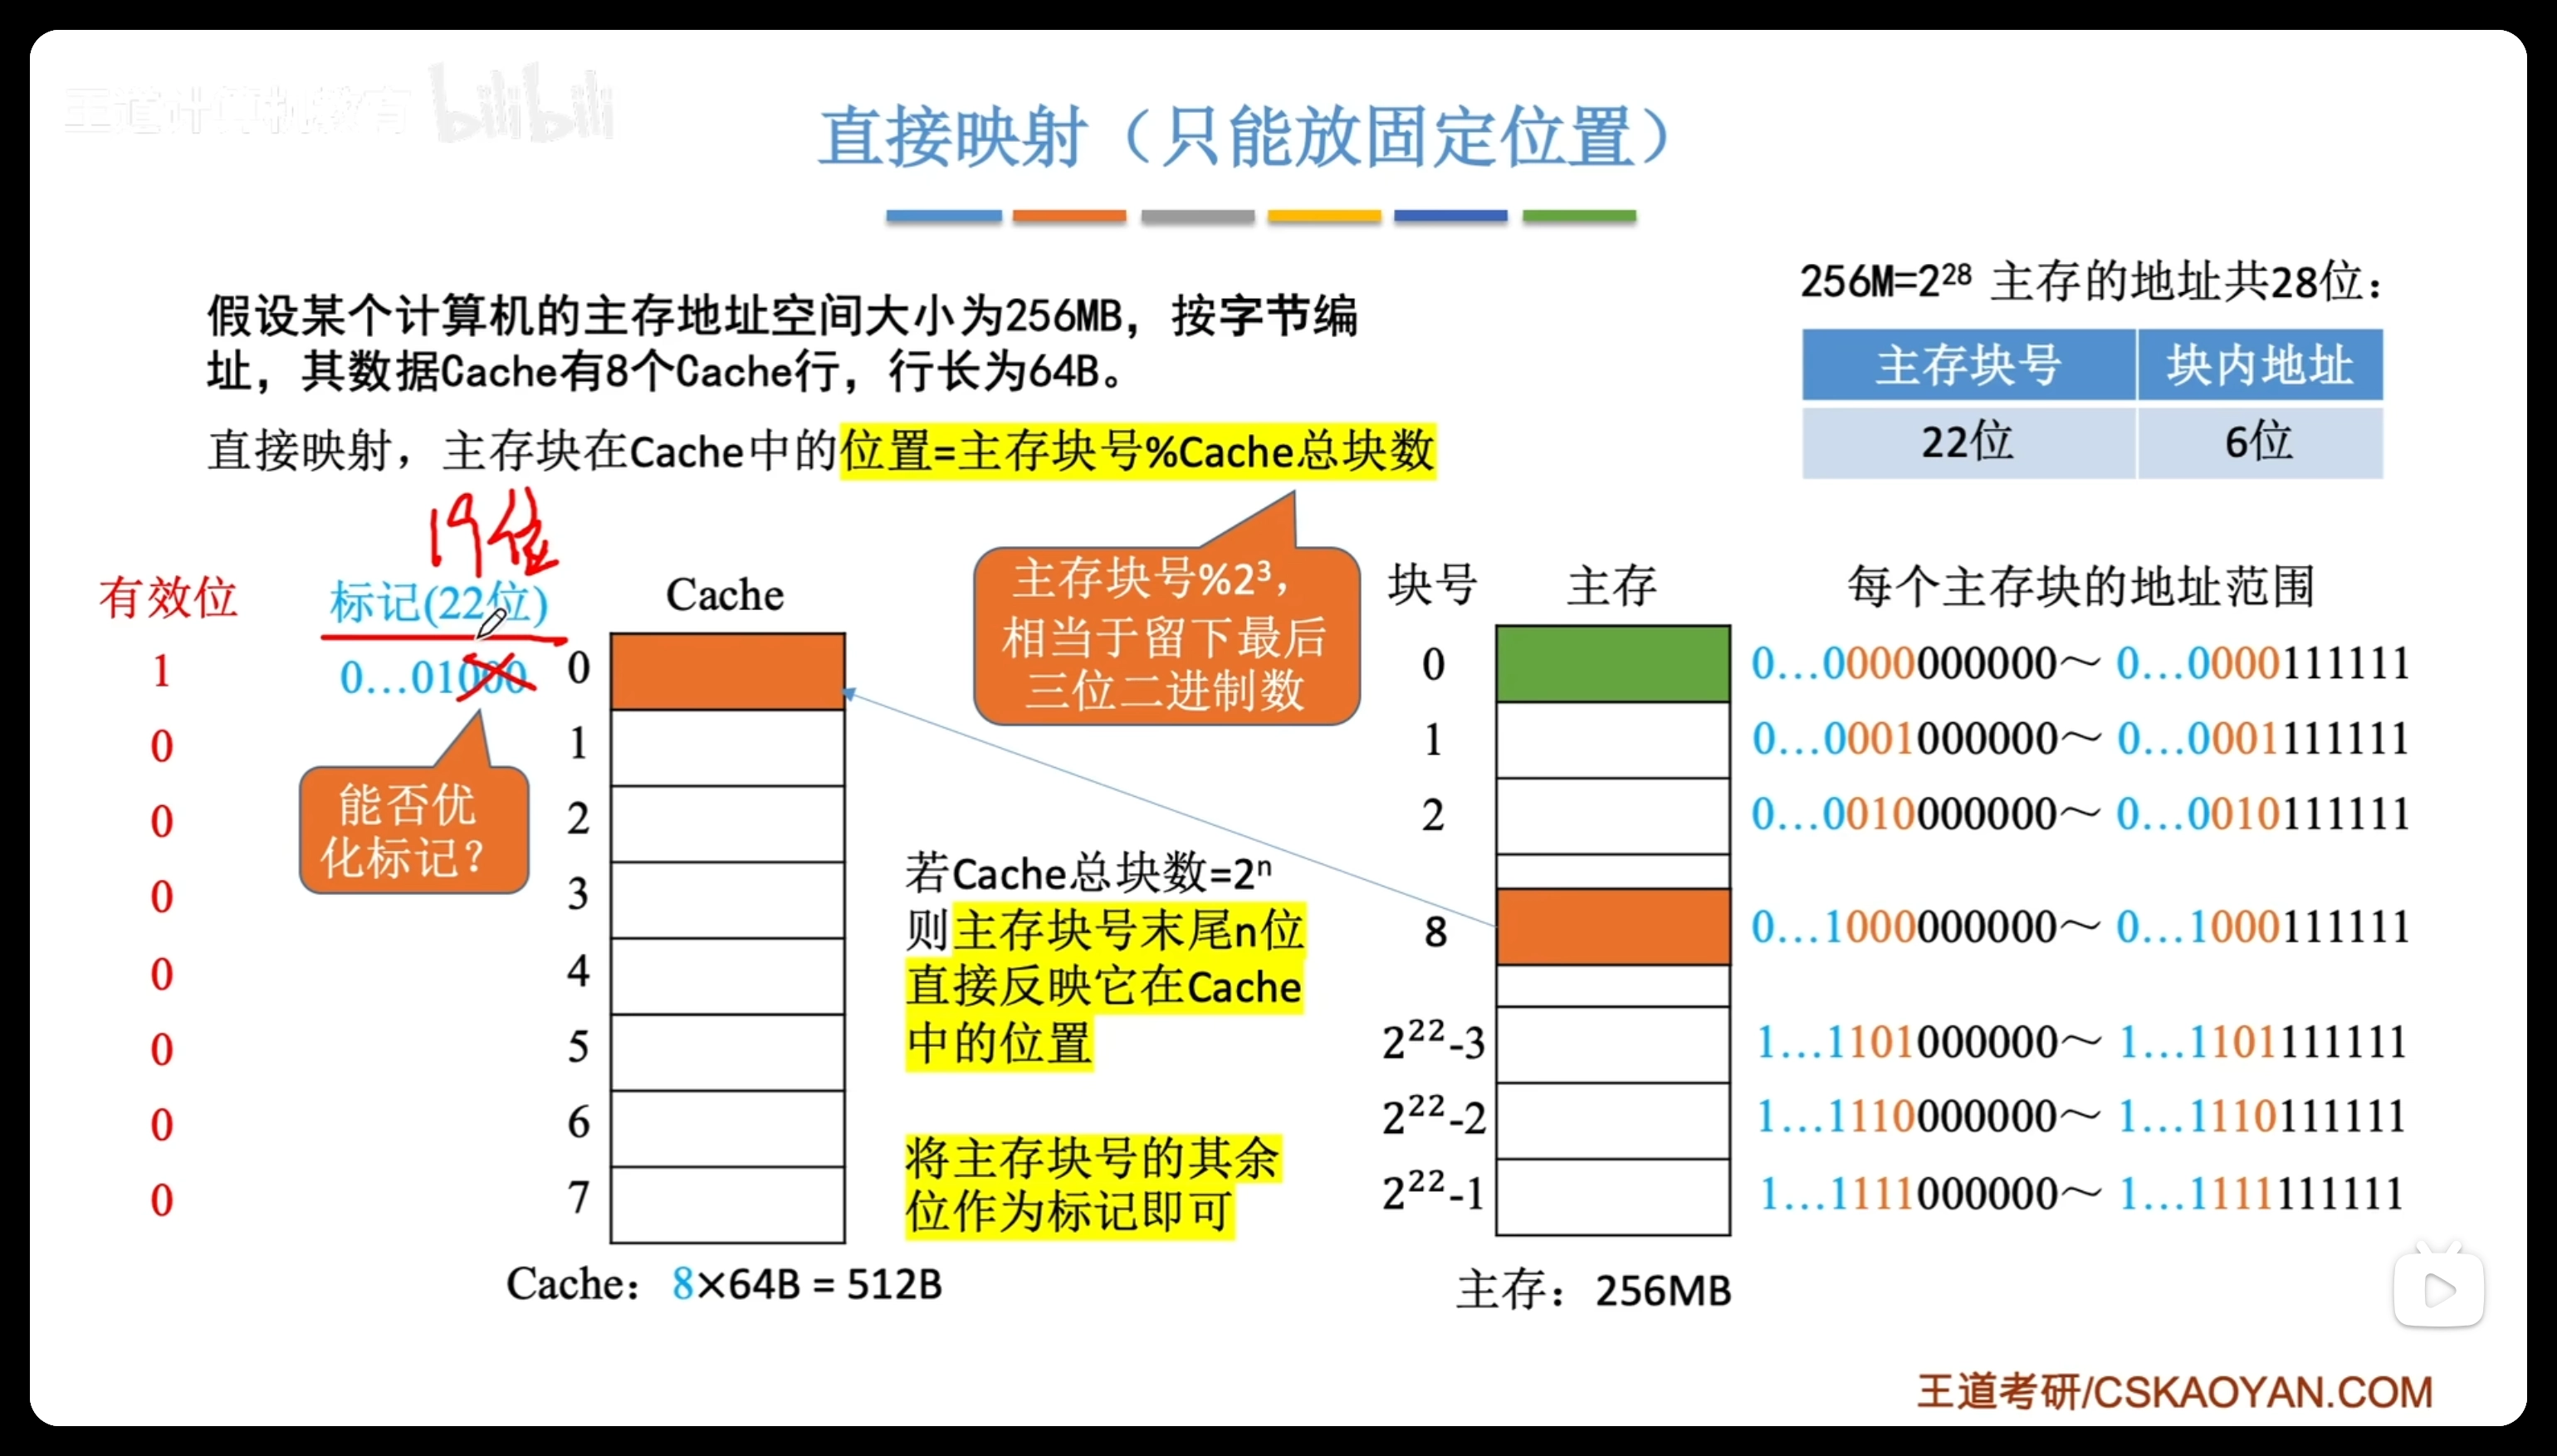 王道计算机教育 bilibili
直接映射（只能放固定位置）
假设某个计算机的主存地址空间大小为256MB，按字节编
址，其数据Cache有8个Cache行，行长为64B。
直接映射，主存块在Cache中的位置=主存块号%Cache总块数
256M=2²⁸ 主存的地址共28位：
主存块号 块内地址
22位 6位
19位
有效位 标记(22位) Cache
1 0…01000 0
0 1
0 2
0 3
0 4
0 5
0 6
0 7
能否优
化标记？
Cache：8×64B = 512B
主存块号%2³，
相当于留下最后
三位二进制数
若Cache总块数=2ⁿ
则主存块号末尾n位
直接反映它在Cache
中的位置
将主存块号的其余
位作为标记即可
块号 主存 每个主存块的地址范围
0 0…0000000000～ 0…0000111111
1 0…0001000000～ 0…0001111111
2 0…0010000000～ 0…0010111111
8 0…1000000000～ 0…1000111111
2²²-3 1…1101000000～ 1…1101111111
2²²-2 1…1110000000～ 1…1110111111
2²²-1 1…1111000000～ 1…1111111111
主存：256MB
王道考研/CSKAOYAN.COM